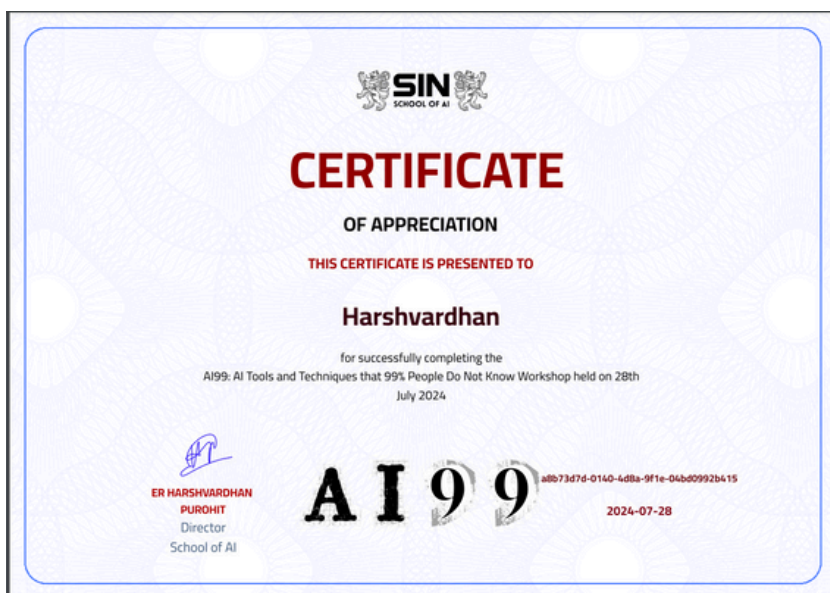 SIN
SCHOOL OF AI
CERTIFICATE
OF APPRECIATION
THIS CERTIFICATE IS PRESENTED TO
Harshvardhan
for successfully completing the
AI99: AI Tools and Techniques that 99% People Do Not Know Workshop held on 28th
July 2024
ER HARSHVARDHAN
PUROHIT
Director
School of AI
AI99
a8b73d7d-0140-4d8a-9f1e-04bd0992b415
2024-07-28